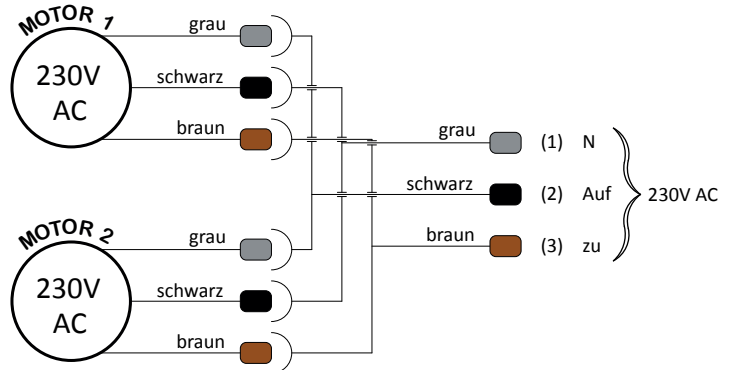 MOTOR 1
230V
AC
grau
schwarz
braun
grau (1) N
schwarz (2) Auf
braun (3) zu
230V AC
MOTOR 2
230V
AC
grau
schwarz
braun